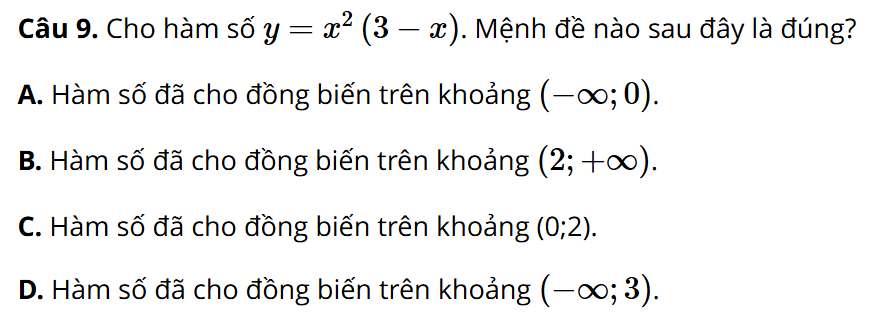 Câu 9. Cho hàm số y = x² (3 − x). Mệnh đề nào sau đây là đúng?
A. Hàm số đã cho đồng biến trên khoảng (−∞; 0).
B. Hàm số đã cho đồng biến trên khoảng (2; +∞).
C. Hàm số đã cho đồng biến trên khoảng (0;2).
D. Hàm số đã cho đồng biến trên khoảng (−∞; 3).